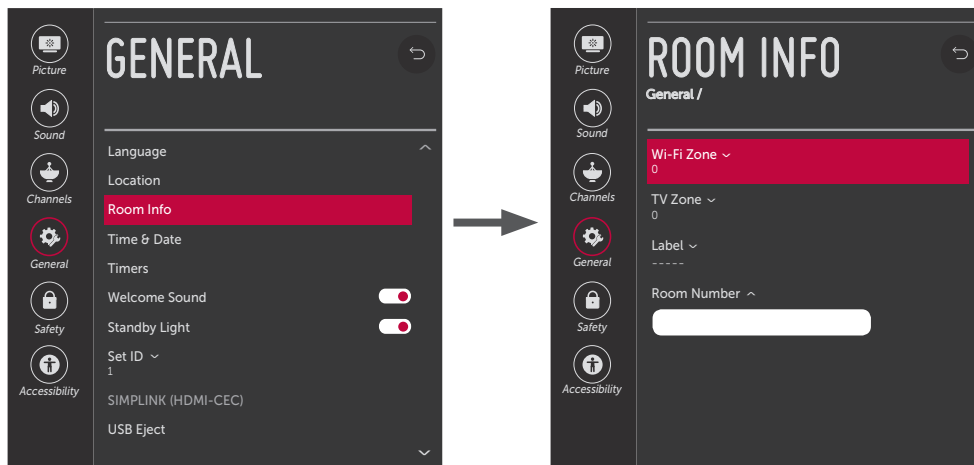 Picture
Sound
Channels
General
Safety
Accessibility
GENERAL
Language
Location
Room Info
Time & Date
Timers
Welcome Sound
Standby Light
Set ID
1
SIMPLINK (HDMI-CEC)
USB Eject
Picture
Sound
Channels
General
Safety
Accessibility
ROOM INFO
General /
Wi-Fi Zone
0
TV Zone
0
Label
-----
Room Number